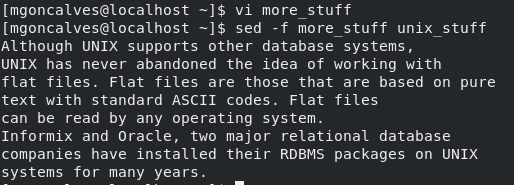 [mgoncalves@localhost ~]$ vi more_stuff
[mgoncalves@localhost ~]$ sed -f more_stuff unix_stuff
Although UNIX supports other database systems,
UNIX has never abandoned the idea of working with
flat files. Flat files are those that are based on pure
text with standard ASCII codes. Flat files
can be read by any operating system.
Informix and Oracle, two major relational database
companies have installed their RDBMS packages on UNIX
systems for many years.
[mgoncalves@localhost ~]$